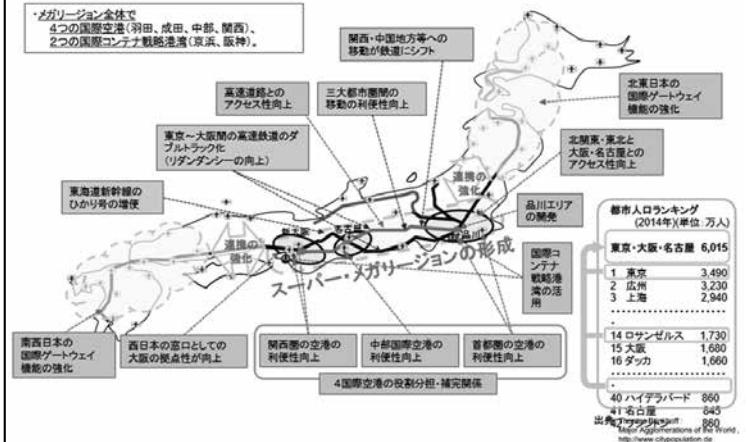 ・メガリージョン全体で
4つの国際空港(羽田、成田、中部、関西)、
2つの国際コンテナ戦略港湾(京浜、阪神)。
関西・中国地方等への
移動が鉄道にシフト
高速道路との
アクセス性向上
三大都市圏間の
移動の利便性向上
北東日本の
国際ゲートウェイ
機能の強化
東京～大阪間の高速鉄道のダ
ブルトラック化
(リダンダンシーの向上)
北関東・東北と
大阪・名古屋との
アクセス性向上
連携の
強化
東海道新幹線の
ひかり号の増便
品川エリア
の開発
新大阪
名古屋
品川
連携の
強化
スーパー・メガリージョンの形成
国際コン
テナ戦
略港
湾の活
用
南西日本の
国際ゲートウェイ
機能の強化
西日本の窓口としての
大阪の拠点性が向上
関西圏の空港の
利便性向上
中部国際空港の
利便性向上
首都圏の空港の
利便性向上
4国際空港の役割分担・補完関係
都市人口ランキング
(2014年)(単位:万人)
東京・大阪・名古屋 6,015
1 東京 3,490
2 広州 3,230
3 上海 2,940
14 ロサンゼルス 1,730
15 大阪 1,680
16 ダッカ 1,660
40 ハイデラバード 860
41 名古屋 845
860
出典
Major Agglomerations of the World,
http://www.citypopulation.de